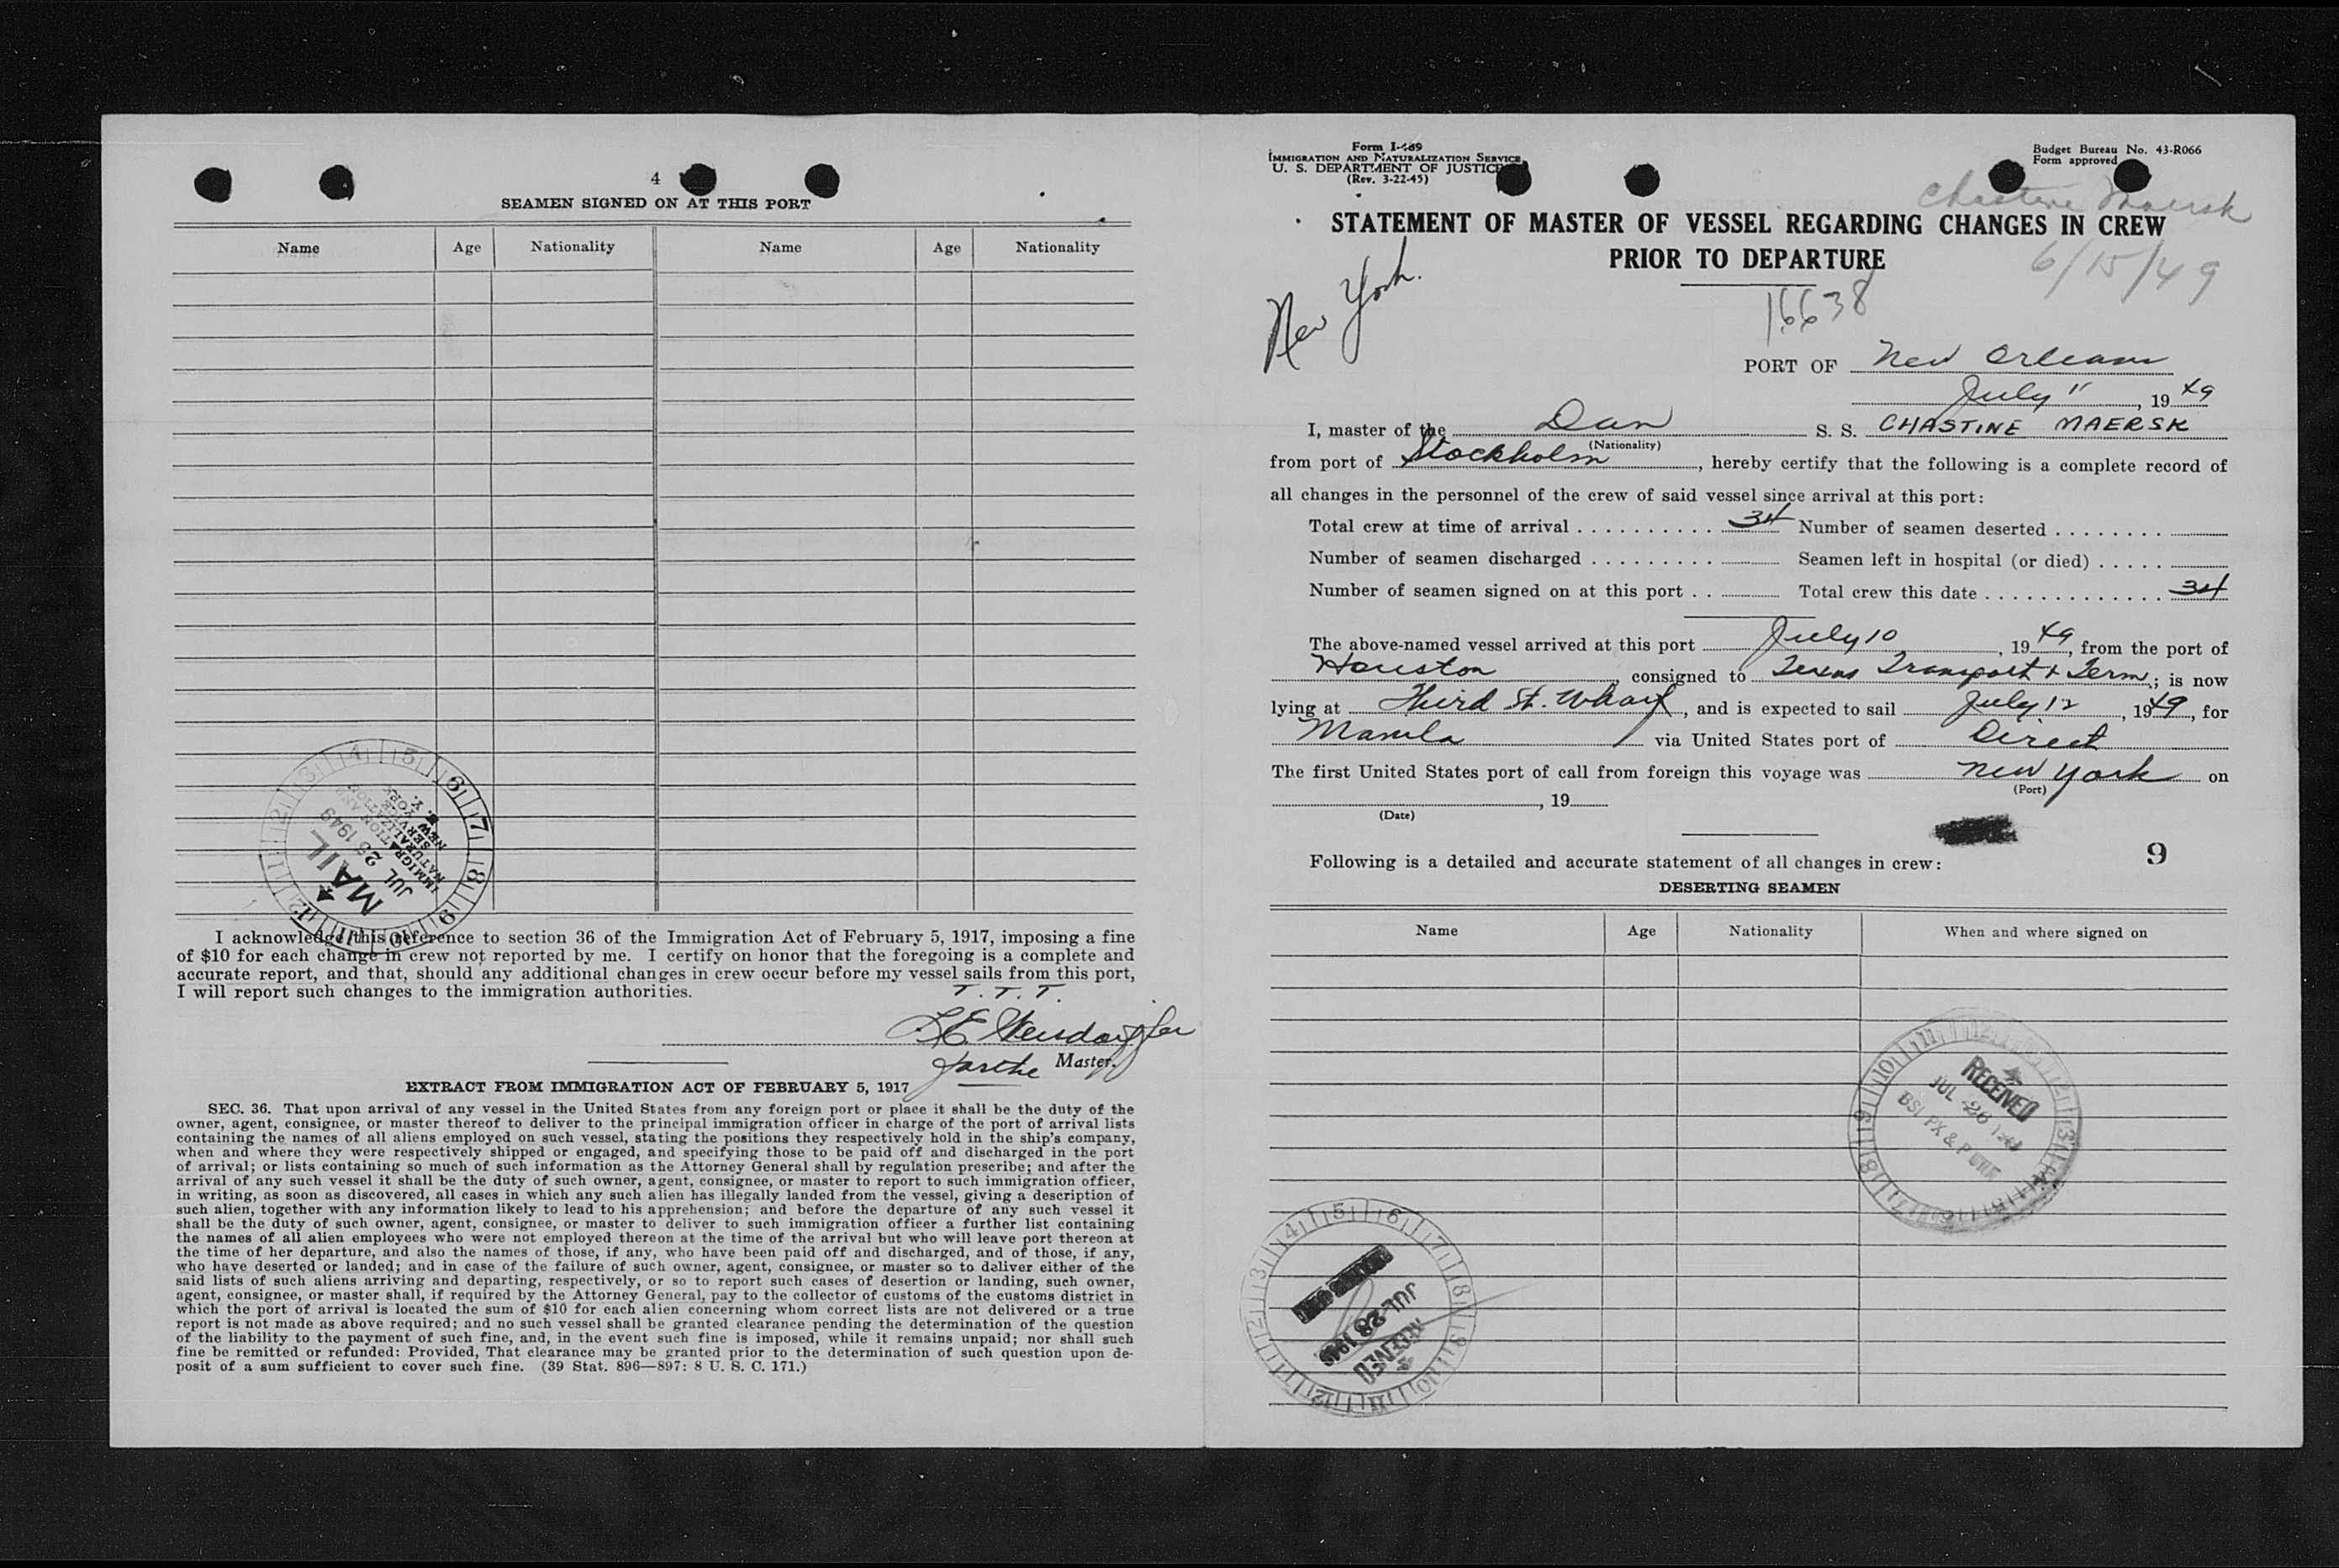 4
SEAMEN SIGNED ON AT THIS PORT
Name Age Nationality Name Age Nationality
MAIL
JUL 25 1949
IMMIGRATION AND
NATURALIZATION
SERVICE
NEW YORK, N. Y.
I acknowledge this reference to section 36 of the Immigration Act of February 5, 1917, imposing a fine
of $10 for each change in crew not reported by me. I certify on honor that the foregoing is a complete and
accurate report, and that, should any additional changes in crew occur before my vessel sails from this port,
I will report such changes to the immigration authorities.
T. T. T.
Master.
EXTRACT FROM IMMIGRATION ACT OF FEBRUARY 5, 1917
SEC. 36. That upon arrival of any vessel in the United States from any foreign port or place it shall be the duty of the
owner, agent, consignee, or master thereof to deliver to the principal immigration officer in charge of the port of arrival lists
containing the names of all aliens employed on such vessel, stating the positions they respectively hold in the ship's company,
when and where they were respectively shipped or engaged, and specifying those to be paid off and discharged in the port
of arrival; or lists containing so much of such information as the Attorney General shall by regulation prescribe; and after the
arrival of any such vessel it shall be the duty of such owner, agent, consignee, or master to report to such immigration officer,
in writing, as soon as discovered, all cases in which any such alien has illegally landed from the vessel, giving a description of
such alien, together with any information likely to lead to his apprehension; and before the departure of any such vessel it
shall be the duty of such owner, agent, consignee, or master to deliver to such immigration officer a further list containing
the names of all alien employees who were not employed thereon at the time of the arrival but who will leave port thereon at
the time of her departure, and also the names of those, if any, who have been paid off and discharged, and of those, if any,
who have deserted or landed; and in case of the failure of such owner, agent, consignee, or master so to deliver either of the
said lists of such aliens arriving and departing, respectively, or so to report such cases of desertion or landing, such owner,
agent, consignee, or master shall, if required by the Attorney General, pay to the collector of customs of the customs district in
which the port of arrival is located the sum of $10 for each alien concerning whom correct lists are not delivered or a true
report is not made as above required; and no such vessel shall be granted clearance pending the determination of the question
of the liability to the payment of such fine, and, in the event such fine is imposed, while it remains unpaid; nor shall such
fine be remitted or refunded: Provided, That clearance may be granted prior to the determination of such question upon de-
posit of a sum sufficient to cover such fine. (39 Stat. 896—897: 8 U. S. C. 171.)
Form I-489
IMMIGRATION AND NATURALIZATION SERVICE
U. S. DEPARTMENT OF JUSTICE
(Rev. 3-22-45)
Budget Bureau No. 43-R066
Form approved
Chastine Maersk
STATEMENT OF MASTER OF VESSEL REGARDING CHANGES IN CREW
PRIOR TO DEPARTURE
6/15/49
New York.
16638
PORT OF New Orleans
July 11, 1949
I, master of the Dan S. S. CHASTINE MAERSK
(Nationality)
from port of Stockholm, hereby certify that the following is a complete record of
all changes in the personnel of the crew of said vessel since arrival at this port:
Total crew at time of arrival . . . . . . . . . . 34 Number of seamen deserted . . . . . . . .
Number of seamen discharged . . . . . . . . . Seamen left in hospital (or died) . . . . .
Number of seamen signed on at this port . . Total crew this date . . . . . . . . . . . . . 34
The above-named vessel arrived at this port July 10, 1949, from the port of
Houston, consigned to Texas Transport & Term.; is now
lying at Third St. Wharf, and is expected to sail July 12, 1949, for
Manila via United States port of Direct
The first United States port of call from foreign this voyage was New York on
(Port)
, 19
(Date)
9
Following is a detailed and accurate statement of all changes in crew:
DESERTING SEAMEN
Name Age Nationality When and where signed on
RECEIVED
JUL 26
JUL 28 1949
RECEIVED